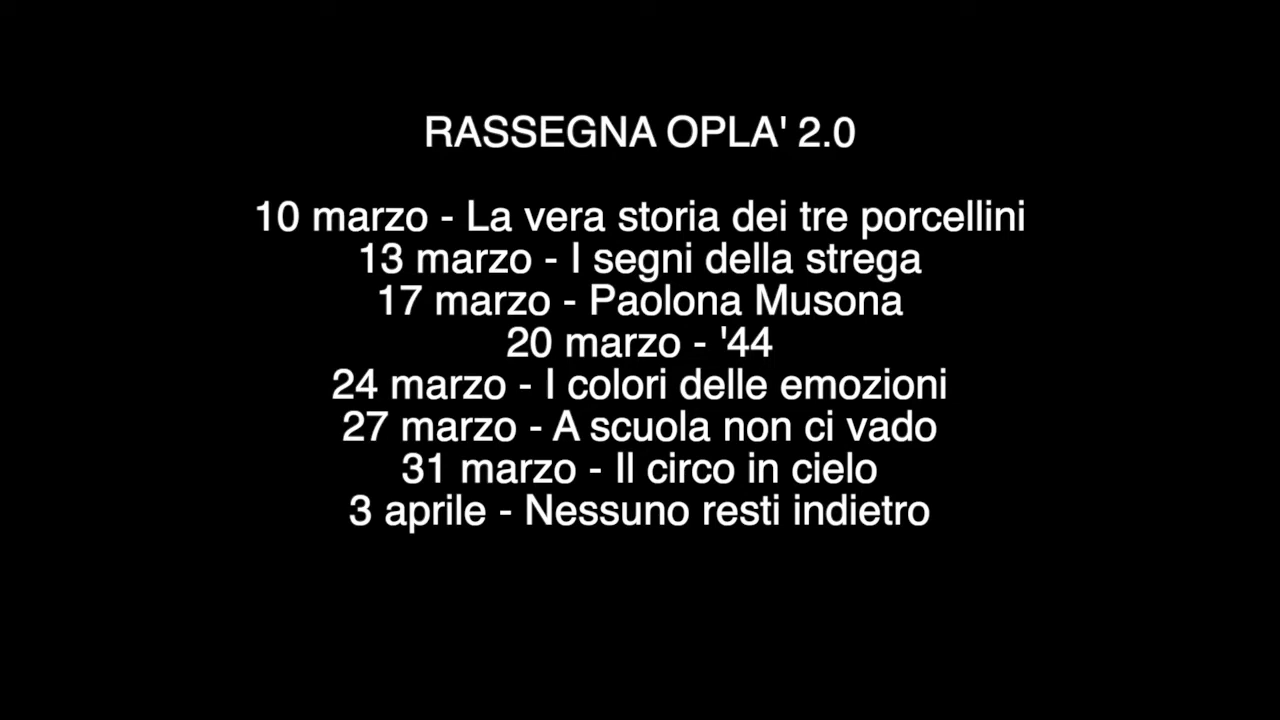 RASSEGNA OPLA' 2.0
10 marzo - La vera storia dei tre porcellini
13 marzo - I segni della strega
17 marzo - Paolona Musona
20 marzo - '44
24 marzo - I colori delle emozioni
27 marzo - A scuola non ci vado
31 marzo - Il circo in cielo
3 aprile - Nessuno resti indietro